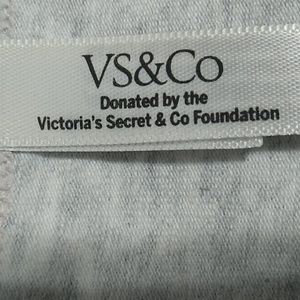 VS&Co
Donated by the
Victoria's Secret & Co Foundation